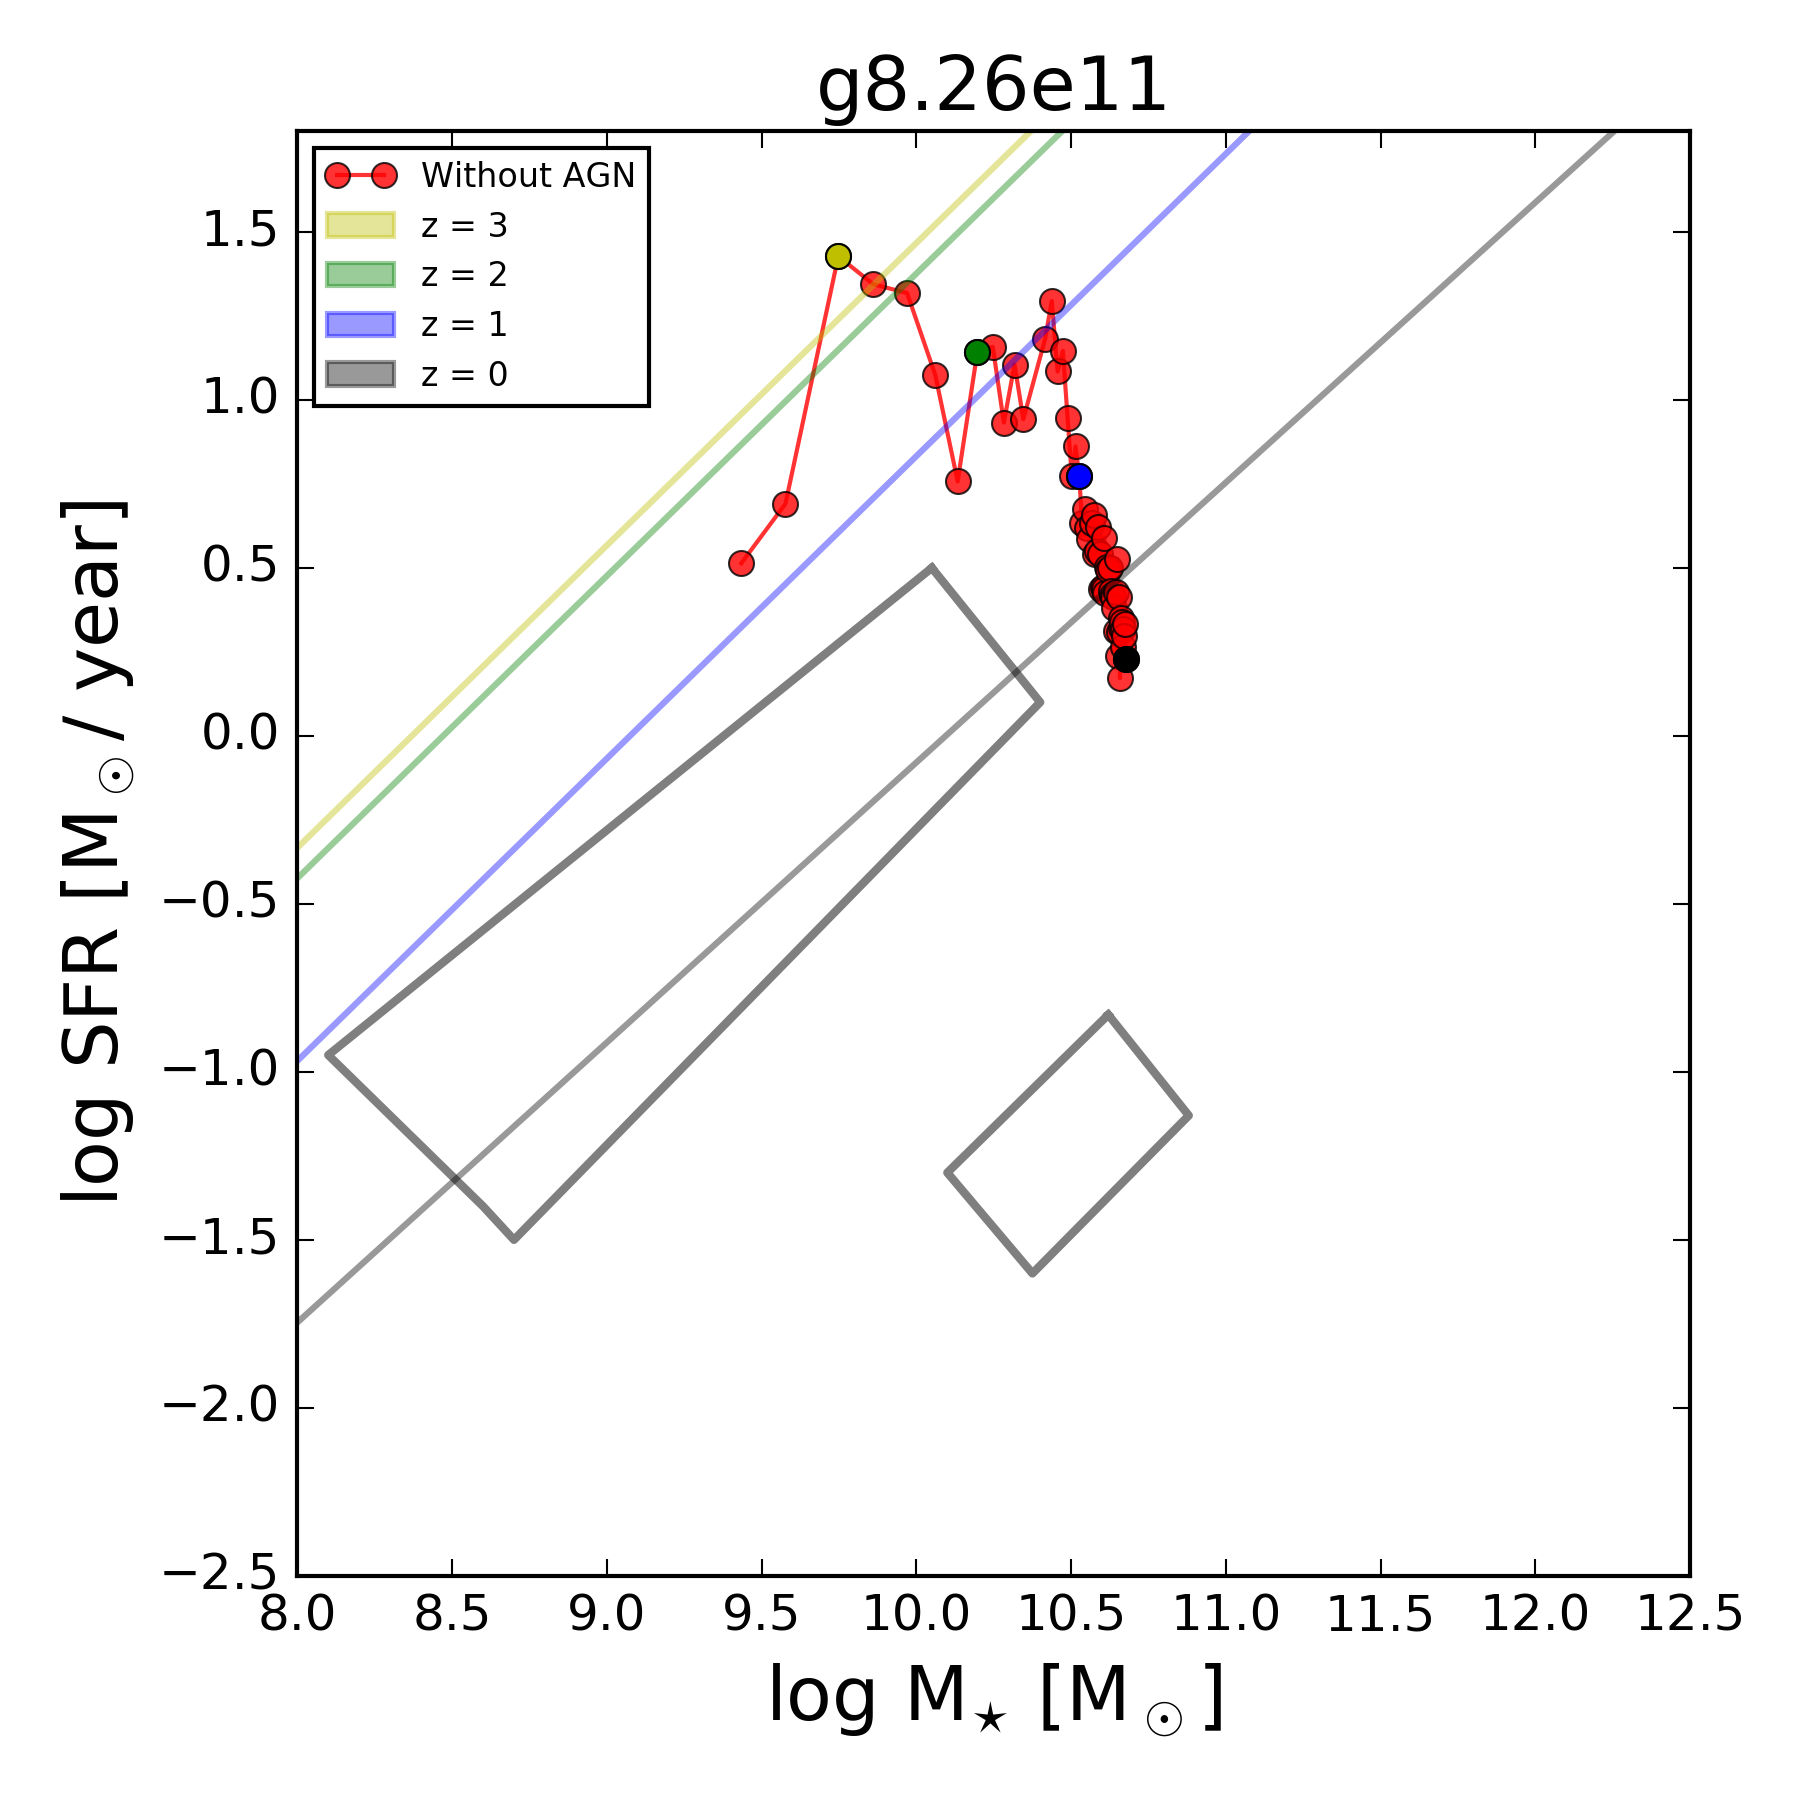 g8.26e11
Without AGN
z = 3
z = 2
z = 1
z = 0
1.5
1.0
0.5
0.0
−0.5
−1.0
−1.5
−2.0
−2.5
log SFR [M⊙/ year]
8.0 8.5 9.0 9.5 10.0 10.5 11.0 11.5 12.0 12.5
log M⋆ [M⊙]